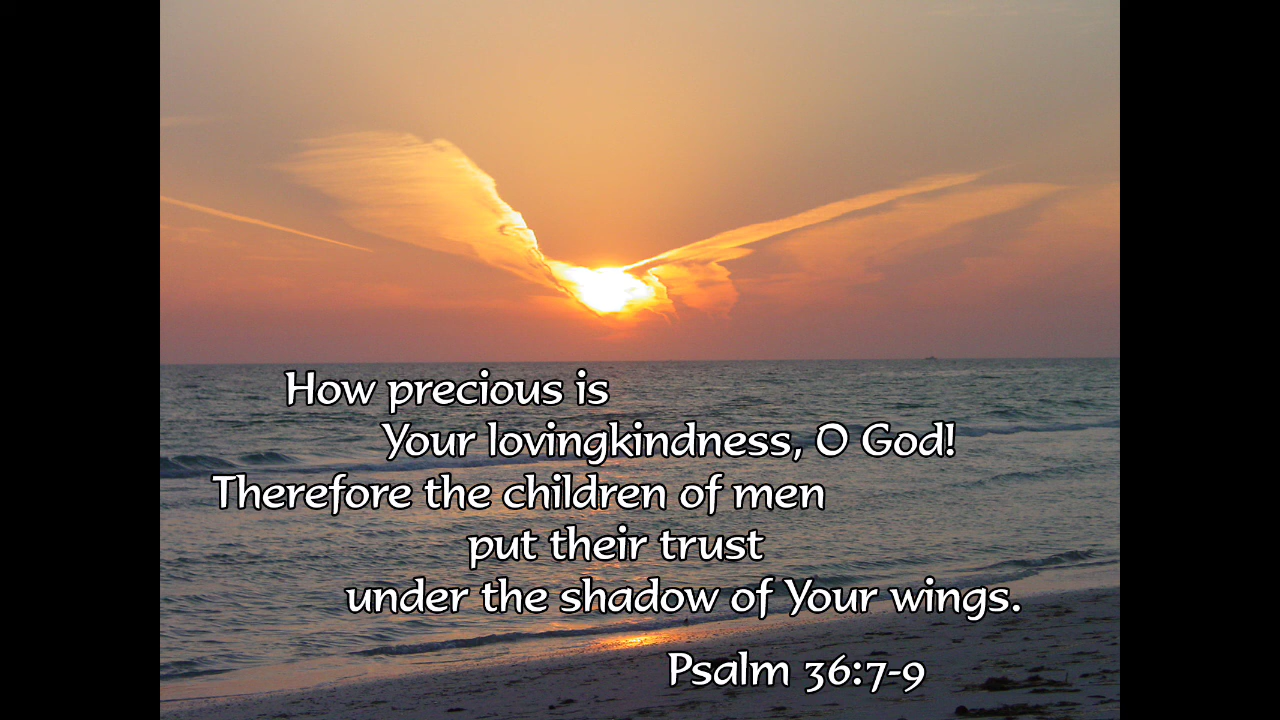 How precious is
Your lovingkindness, O God!
Therefore the children of men
put their trust
under the shadow of Your wings.
Psalm 36:7-9